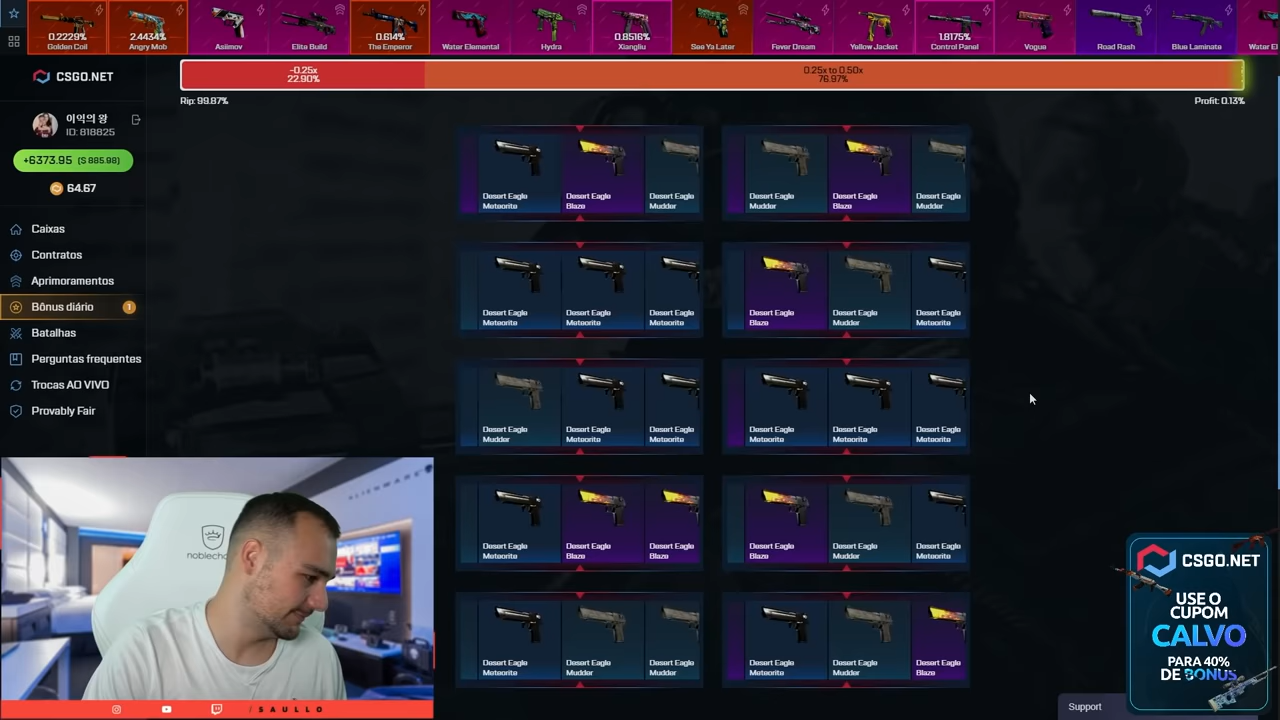 0.2229%
Golden Coil
2.4434%
Angry Mob
Asiimov
Elite Build
0.614%
The Emperor
Water Elemental
Hydra
0.8516%
Xiangliu
See Ya Later
Fever Dream
Yellow Jacket
1.8175%
Control Panel
Vogue
Road Rash
Blue Laminate
Water El
CSGO.NET
이익의 왕
ID: 818825
+6373.95 ($ 885.98)
64.67
Caixas
Contratos
Aprimoramentos
Bônus diário 1
Batalhas
Perguntas frequentes
Trocas AO VIVO
Provably Fair
-0.25x
22.90%
0.25x to 0.50x
76.97%
Rip: 99.87%
Profit: 0.13%
Desert Eagle Meteorite
Desert Eagle Blaze
Desert Eagle Mudder
Desert Eagle Mudder
Desert Eagle Blaze
Desert Eagle Mudder
Desert Eagle Meteorite
Desert Eagle Meteorite
Desert Eagle Meteorite
Desert Eagle Blaze
Desert Eagle Mudder
Desert Eagle Meteorite
Desert Eagle Mudder
Desert Eagle Meteorite
Desert Eagle Meteorite
Desert Eagle Meteorite
Desert Eagle Meteorite
Desert Eagle Meteorite
Desert Eagle Meteorite
Desert Eagle Blaze
Desert Eagle Blaze
Desert Eagle Blaze
Desert Eagle Mudder
Desert Eagle Meteorite
Desert Eagle Meteorite
Desert Eagle Mudder
Desert Eagle Mudder
Desert Eagle Meteorite
Desert Eagle Mudder
Desert Eagle Blaze
ALIENWARE
noblecha
/ SAULLO
CSGO.NET
USE O
CUPOM
CALVO
PARA 40%
DE BONUS
Support